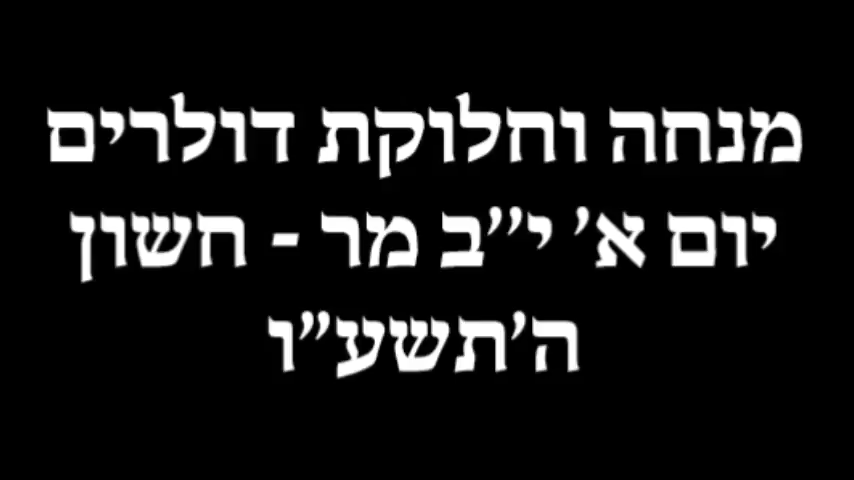 מנחה וחלוקת דולרים
יום א' י''ב מר - חשון
ה'תשע"ו